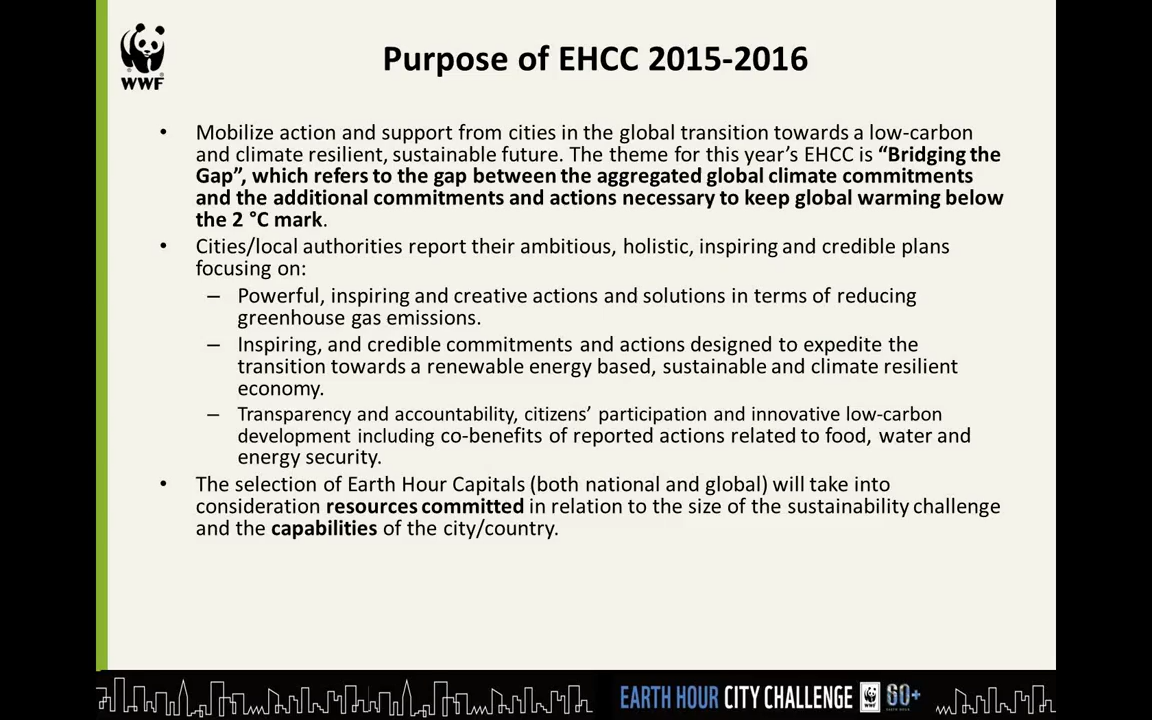 WWF
Purpose of EHCC 2015-2016
• Mobilize action and support from cities in the global transition towards a low-carbon
and climate resilient, sustainable future. The theme for this year’s EHCC is “Bridging the
Gap”, which refers to the gap between the aggregated global climate commitments
and the additional commitments and actions necessary to keep global warming below
the 2 °C mark.
• Cities/local authorities report their ambitious, holistic, inspiring and credible plans
focusing on:
– Powerful, inspiring and creative actions and solutions in terms of reducing
greenhouse gas emissions.
– Inspiring, and credible commitments and actions designed to expedite the
transition towards a renewable energy based, sustainable and climate resilient
economy.
– Transparency and accountability, citizens’ participation and innovative low-carbon
development including co-benefits of reported actions related to food, water and
energy security.
• The selection of Earth Hour Capitals (both national and global) will take into
consideration resources committed in relation to the size of the sustainability challenge
and the capabilities of the city/country.
EARTH HOUR CITY CHALLENGE 60+